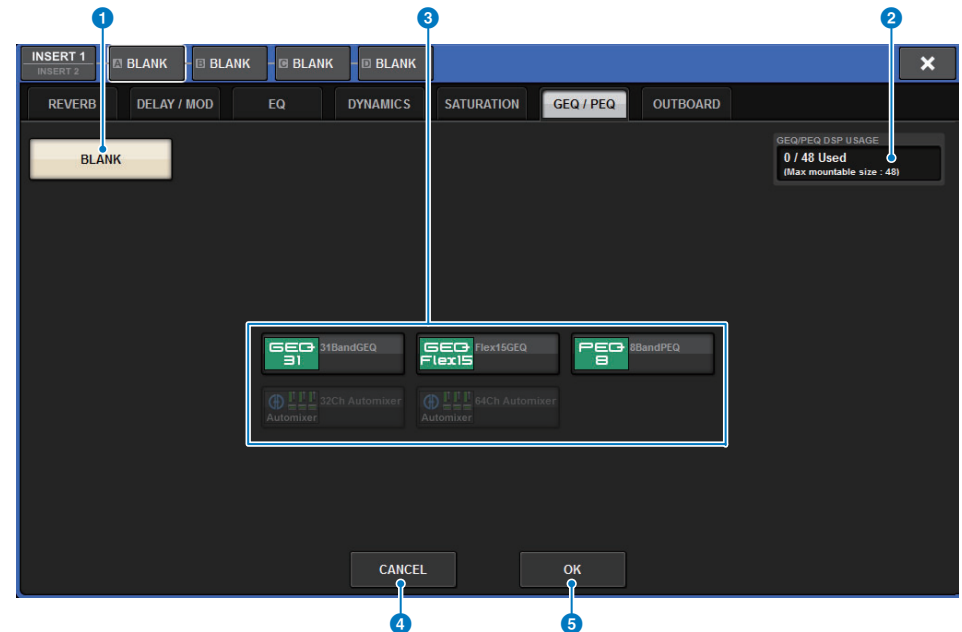 1
3
2
INSERT 1
INSERT 2
A BLANK
B BLANK
C BLANK
D BLANK
REVERB
DELAY / MOD
EQ
DYNAMICS
SATURATION
GEQ / PEQ
OUTBOARD
BLANK
GEQ/PEQ DSP USAGE
0 / 48 Used
(Max mountable size : 48)
GEQ
31
31BandGEQ
GEQ
Flex15
Flex15GEQ
PEQ
8
8BandPEQ
Automixer
32Ch Automixer
Automixer
64Ch Automixer
CANCEL
OK
4
5